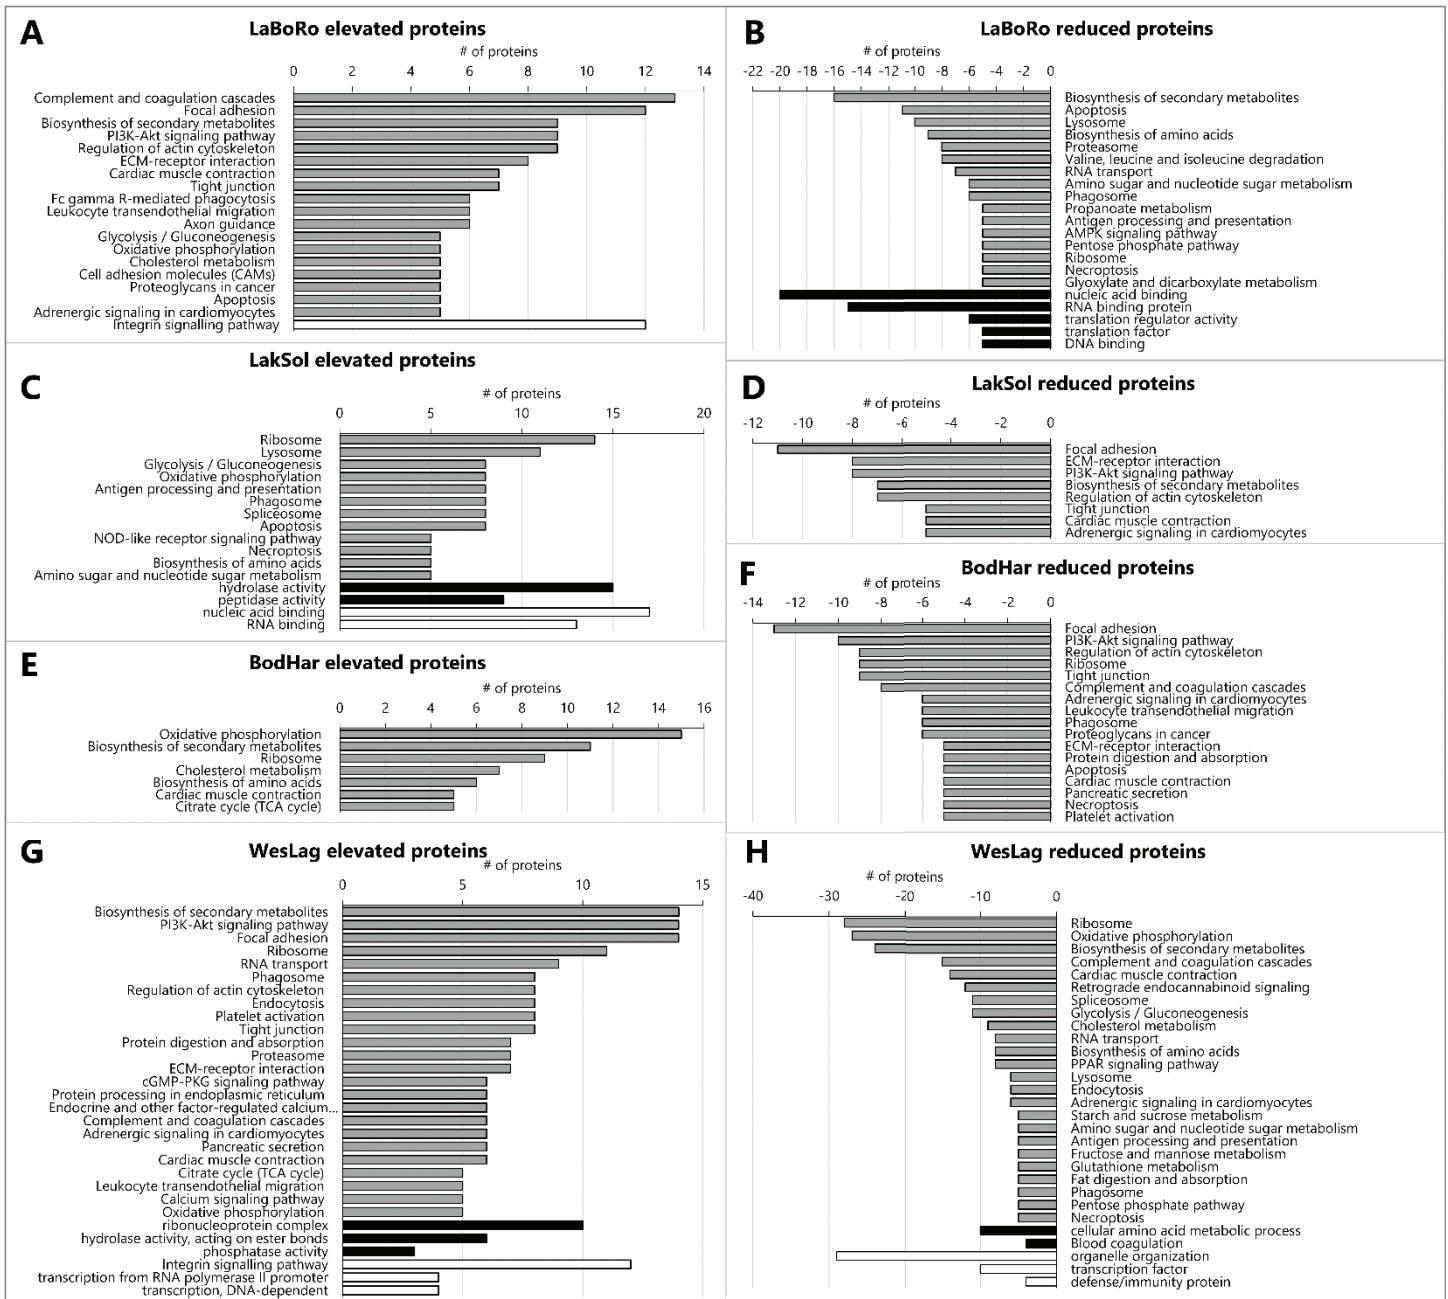 A
LaBoRo elevated proteins
# of proteins
0 2 4 6 8 10 12 14
Complement and coagulation cascades
Focal adhesion
Biosynthesis of secondary metabolites
PI3K-Akt signaling pathway
Regulation of actin cytoskeleton
ECM-receptor interaction
Cardiac muscle contraction
Tight junction
Fc gamma R-mediated phagocytosis
Leukocyte transendothelial migration
Axon guidance
Glycolysis / Gluconeogenesis
Oxidative phosphorylation
Cholesterol metabolism
Cell adhesion molecules (CAMs)
Proteoglycans in cancer
Apoptosis
Adrenergic signaling in cardiomyocytes
Integrin signalling pathway
B
LaBoRo reduced proteins
# of proteins
-22 -20 -18 -16 -14 -12 -10 -8 -6 -4 -2 0
Biosynthesis of secondary metabolites
Apoptosis
Lysosome
Biosynthesis of amino acids
Proteasome
Valine, leucine and isoleucine degradation
RNA transport
Amino sugar and nucleotide sugar metabolism
Phagosome
Propanoate metabolism
Antigen processing and presentation
AMPK signaling pathway
Pentose phosphate pathway
Ribosome
Necroptosis
Glyoxylate and dicarboxylate metabolism
nucleic acid binding
RNA binding protein
translation regulator activity
translation factor
DNA binding
C
LakSol elevated proteins
# of proteins
0 5 10 15 20
Ribosome
Lysosome
Glycolysis / Gluconeogenesis
Oxidative phosphorylation
Antigen processing and presentation
Phagosome
Spliceosome
Apoptosis
NOD-like receptor signaling pathway
Necroptosis
Biosynthesis of amino acids
Amino sugar and nucleotide sugar metabolism
hydrolase activity
peptidase activity
nucleic acid binding
RNA binding
D
LakSol reduced proteins
# of proteins
-12 -10 -8 -6 -4 -2 0
Focal adhesion
ECM-receptor interaction
PI3K-Akt signaling pathway
Biosynthesis of secondary metabolites
Regulation of actin cytoskeleton
Tight junction
Cardiac muscle contraction
Adrenergic signaling in cardiomyocytes
E
BodHar elevated proteins
# of proteins
0 2 4 6 8 10 12 14 16
Oxidative phosphorylation
Biosynthesis of secondary metabolites
Ribosome
Cholesterol metabolism
Biosynthesis of amino acids
Cardiac muscle contraction
Citrate cycle (TCA cycle)
F
BodHar reduced proteins
# of proteins
-14 -12 -10 -8 -6 -4 -2 0
Focal adhesion
PI3K-Akt signaling pathway
Regulation of actin cytoskeleton
Ribosome
Tight junction
Complement and coagulation cascades
Adrenergic signaling in cardiomyocytes
Leukocyte transendothelial migration
Phagosome
Proteoglycans in cancer
ECM-receptor interaction
Protein digestion and absorption
Apoptosis
Cardiac muscle contraction
Pancreatic secretion
Necroptosis
Platelet activation
G
WesLag elevated proteins
# of proteins
0 5 10 15
Biosynthesis of secondary metabolites
PI3K-Akt signaling pathway
Focal adhesion
Ribosome
RNA transport
Phagosome
Regulation of actin cytoskeleton
Endocytosis
Platelet activation
Tight junction
Protein digestion and absorption
Proteasome
ECM-receptor interaction
cGMP-PKG signaling pathway
Protein processing in endoplasmic reticulum
Endocrine and other factor-regulated calcium...
Complement and coagulation cascades
Adrenergic signaling in cardiomyocytes
Pancreatic secretion
Cardiac muscle contraction
Citrate cycle (TCA cycle)
Leukocyte transendothelial migration
Calcium signaling pathway
Oxidative phosphorylation
ribonucleoprotein complex
hydrolase activity, acting on ester bonds
phosphatase activity
Integrin signalling pathway
transcription from RNA polymerase II promoter
transcription, DNA-dependent
H
WesLag reduced proteins
# of proteins
-40 -30 -20 -10 0
Ribosome
Oxidative phosphorylation
Biosynthesis of secondary metabolites
Complement and coagulation cascades
Cardiac muscle contraction
Retrograde endocannabinoid signaling
Spliceosome
Glycolysis / Gluconeogenesis
Cholesterol metabolism
RNA transport
Biosynthesis of amino acids
PPAR signaling pathway
Lysosome
Endocytosis
Adrenergic signaling in cardiomyocytes
Starch and sucrose metabolism
Amino sugar and nucleotide sugar metabolism
Antigen processing and presentation
Fructose and mannose metabolism
Glutathione metabolism
Fat digestion and absorption
Phagosome
Pentose phosphate pathway
Necroptosis
cellular amino acid metabolic process
Blood coagulation
organelle organization
transcription factor
defense/immunity protein